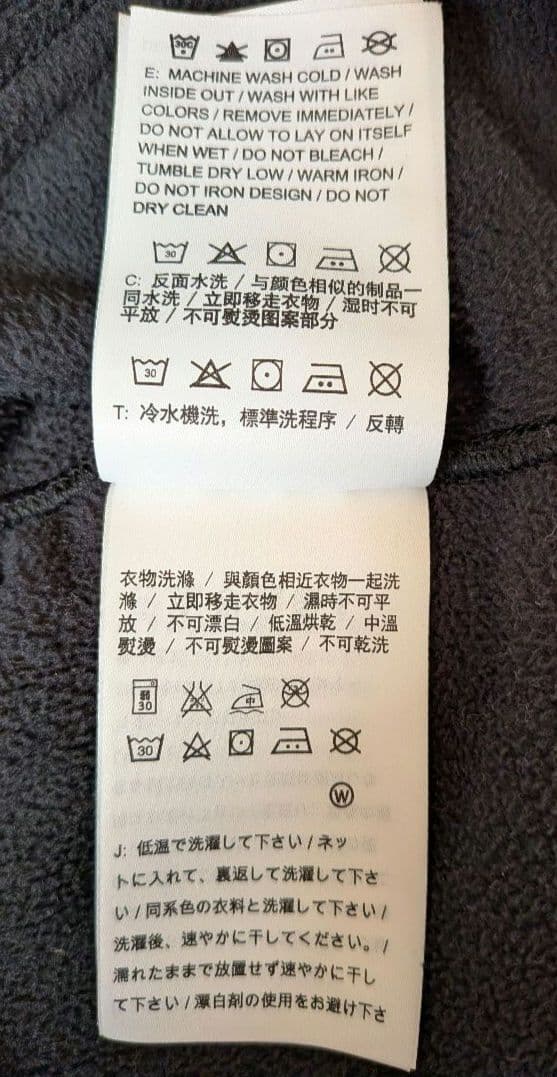 30C
E: MACHINE WASH COLD / WASH
INSIDE OUT / WASH WITH LIKE
COLORS / REMOVE IMMEDIATELY /
DO NOT ALLOW TO LAY ON ITSELF
WHEN WET / DO NOT BLEACH /
TUMBLE DRY LOW / WARM IRON /
DO NOT IRON DESIGN / DO NOT
DRY CLEAN
30
C: 反面水洗 / 与颜色相似的制品一
同水洗 / 立即移走衣物 / 湿时不可
平放 / 不可熨烫图案部分
30
T: 冷水機洗, 標準洗程序 / 反轉
衣物洗滌 / 與顏色相近衣物一起洗
滌 / 立即移走衣物 / 濕時不可平
放 / 不可漂白 / 低溫烘乾 / 中溫
熨燙 / 不可熨燙圖案 / 不可乾洗
弱 30 中
30
W
J: 低温で洗濯して下さい / ネッ
トに入れて、裏返して洗濯して下さ
い / 同系色の衣料と洗濯して下さい /
洗濯後、速やかに干してください。 /
濡れたままで放置せず速やかに干し
て下さい / 漂白剤の使用をお避け下さ